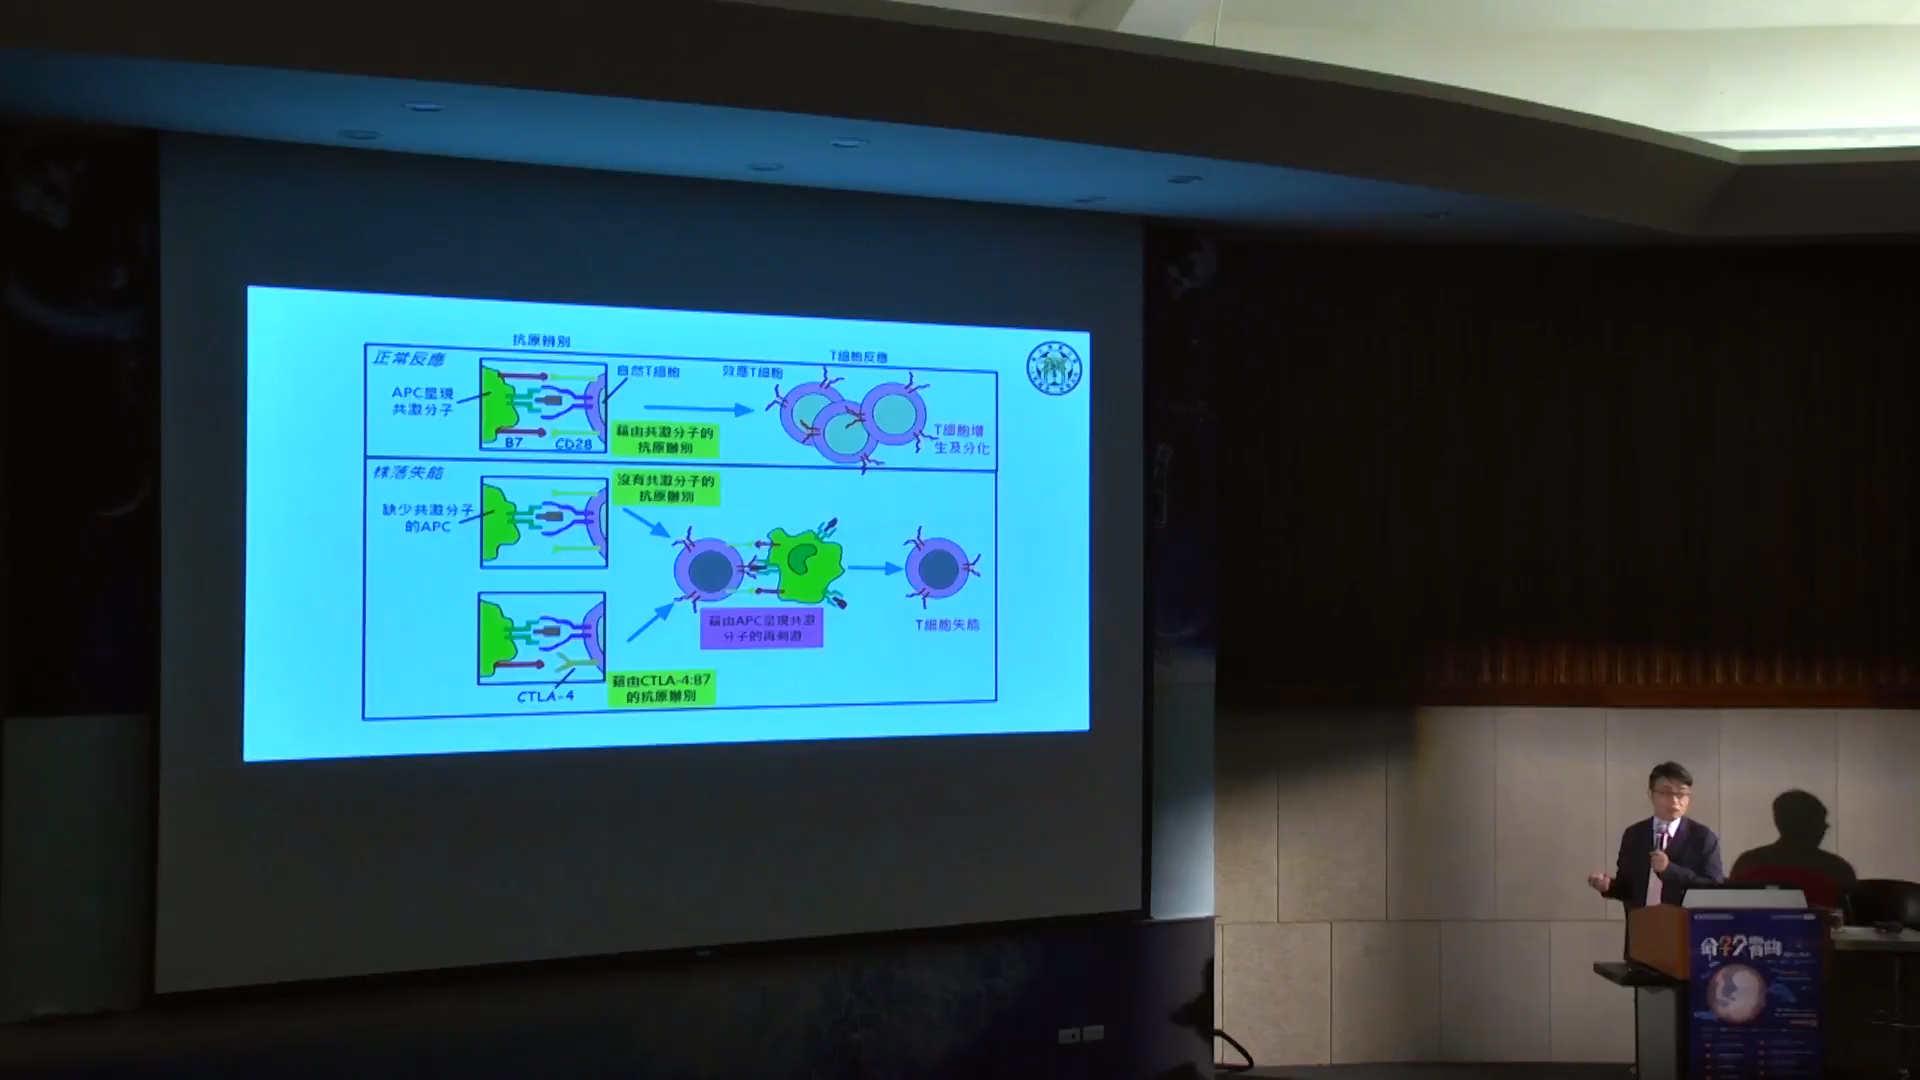 抗原辨別
T細胞反應
正常反應
自然T細胞
效應T細胞
APC呈現
共激分子
B7
CD28
藉由共激分子的
抗原辦別
T細胞增
生及分化
株落失能
沒有共激分子的
抗原辦別
缺少共激分子
的APC
藉由APC呈現共激
分子的再刺激
T細胞失能
CTLA-4
藉由CTLA-4:B7
的抗原辦別